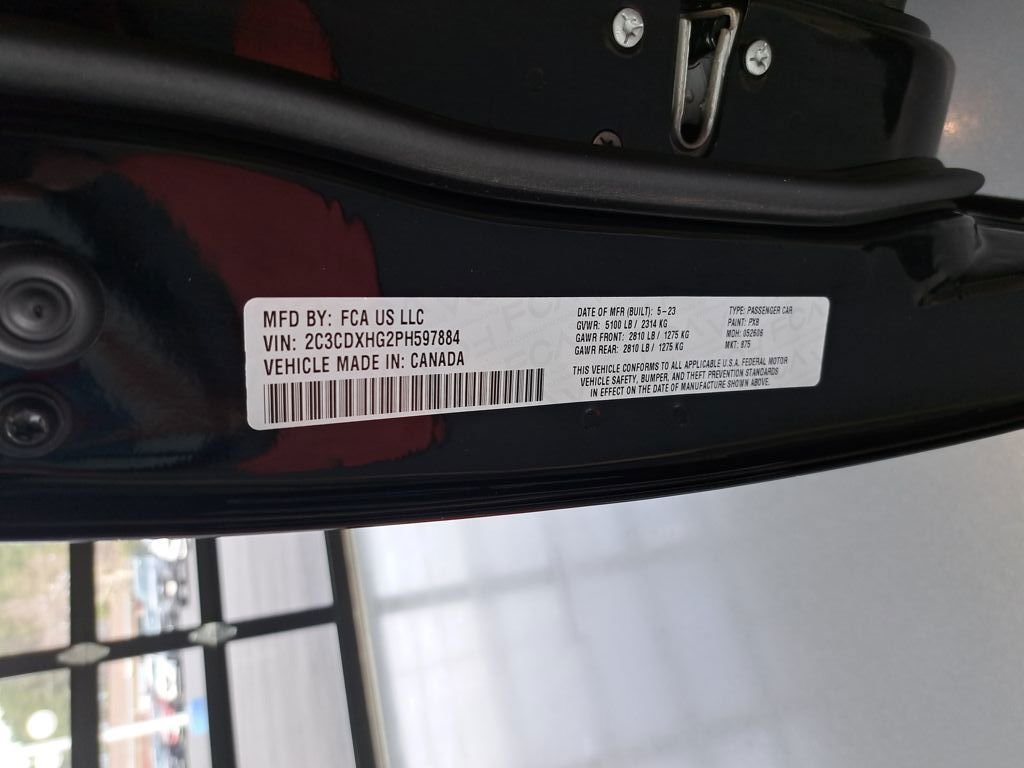 MFD BY: FCA US LLC
VIN: 2C3CDXHG2PH597884
VEHICLE MADE IN: CANADA
DATE OF MFR (BUILT): 5-23
GVWR: 5100 LB / 2314 KG
GAWR FRONT: 2810 LB / 1275 KG
GAWR REAR: 2810 LB / 1275 KG
TYPE: PASSENGER CAR
PAINT: PX8
MDH: 052606
MKT: 875
THIS VEHICLE CONFORMS TO ALL APPLICABLE U.S.A. FEDERAL MOTOR
VEHICLE SAFETY, BUMPER, AND THEFT PREVENTION STANDARDS
IN EFFECT ON THE DATE OF MANUFACTURE SHOWN ABOVE.